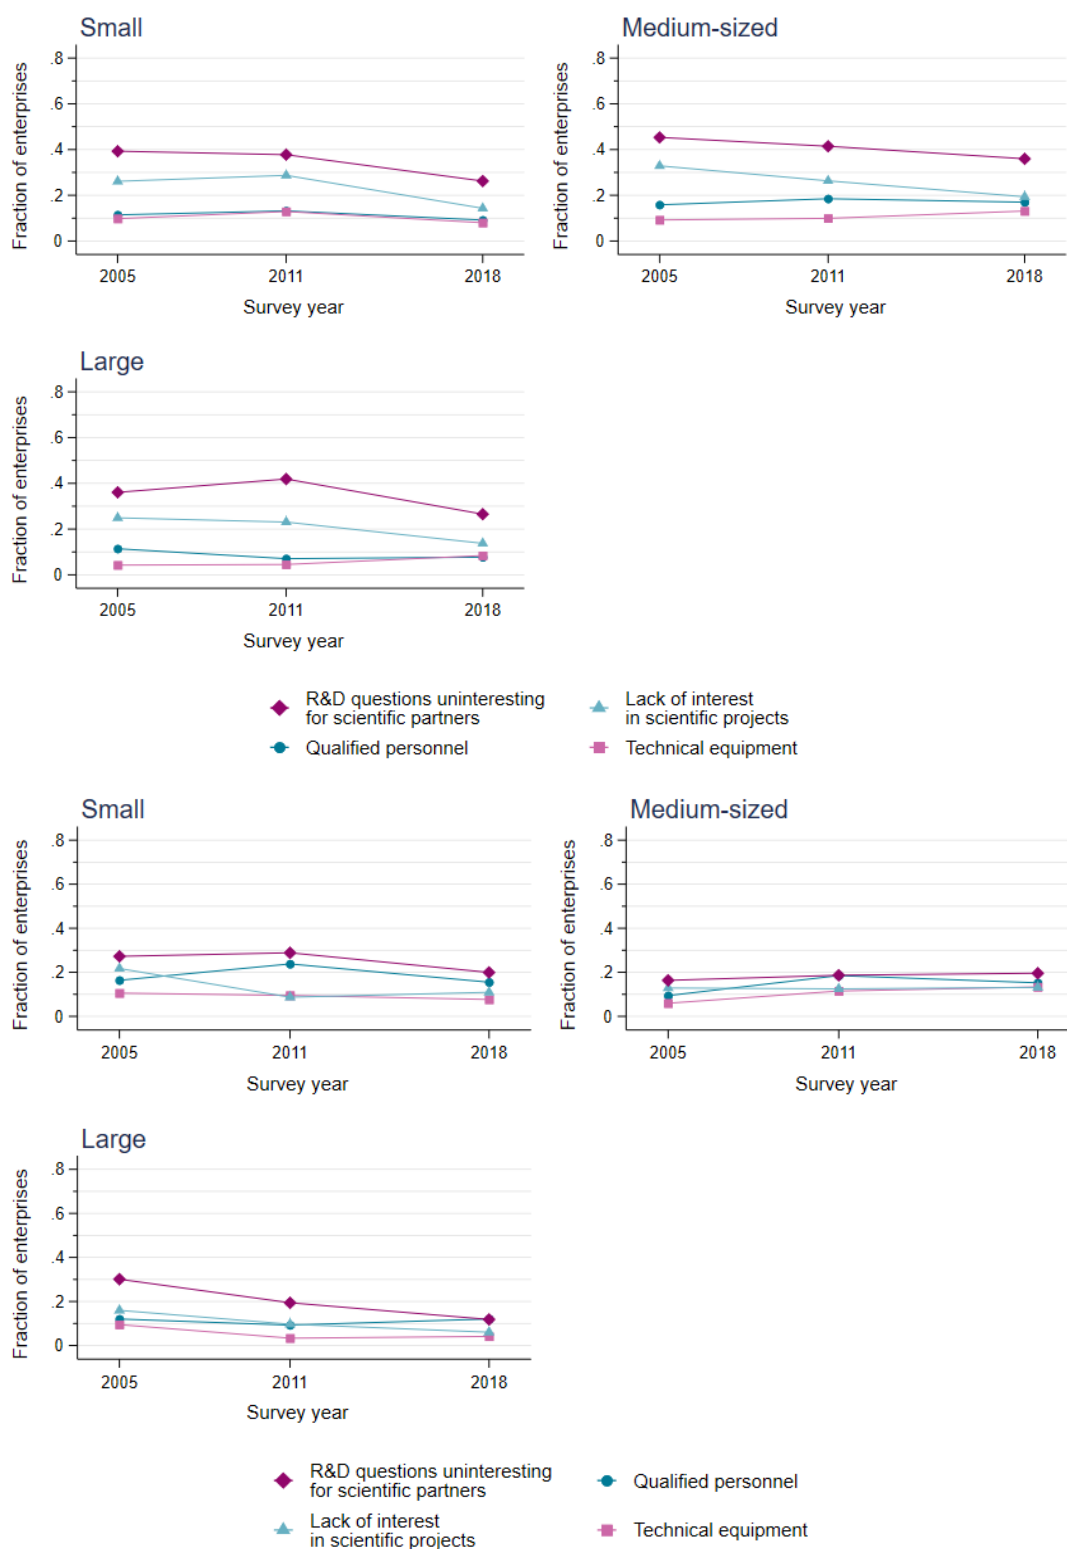 Small
Fraction of enterprises
.8
.6
.4
.2
0
2005 2011 2018
Survey year
Medium-sized
Fraction of enterprises
.8
.6
.4
.2
0
2005 2011 2018
Survey year
Large
Fraction of enterprises
.8
.6
.4
.2
0
2005 2011 2018
Survey year
R&D questions uninteresting
for scientific partners
Lack of interest
in scientific projects
Qualified personnel
Technical equipment
Small
Fraction of enterprises
.8
.6
.4
.2
0
2005 2011 2018
Survey year
Medium-sized
Fraction of enterprises
.8
.6
.4
.2
0
2005 2011 2018
Survey year
Large
Fraction of enterprises
.8
.6
.4
.2
0
2005 2011 2018
Survey year
R&D questions uninteresting
for scientific partners
Qualified personnel
Lack of interest
in scientific projects
Technical equipment